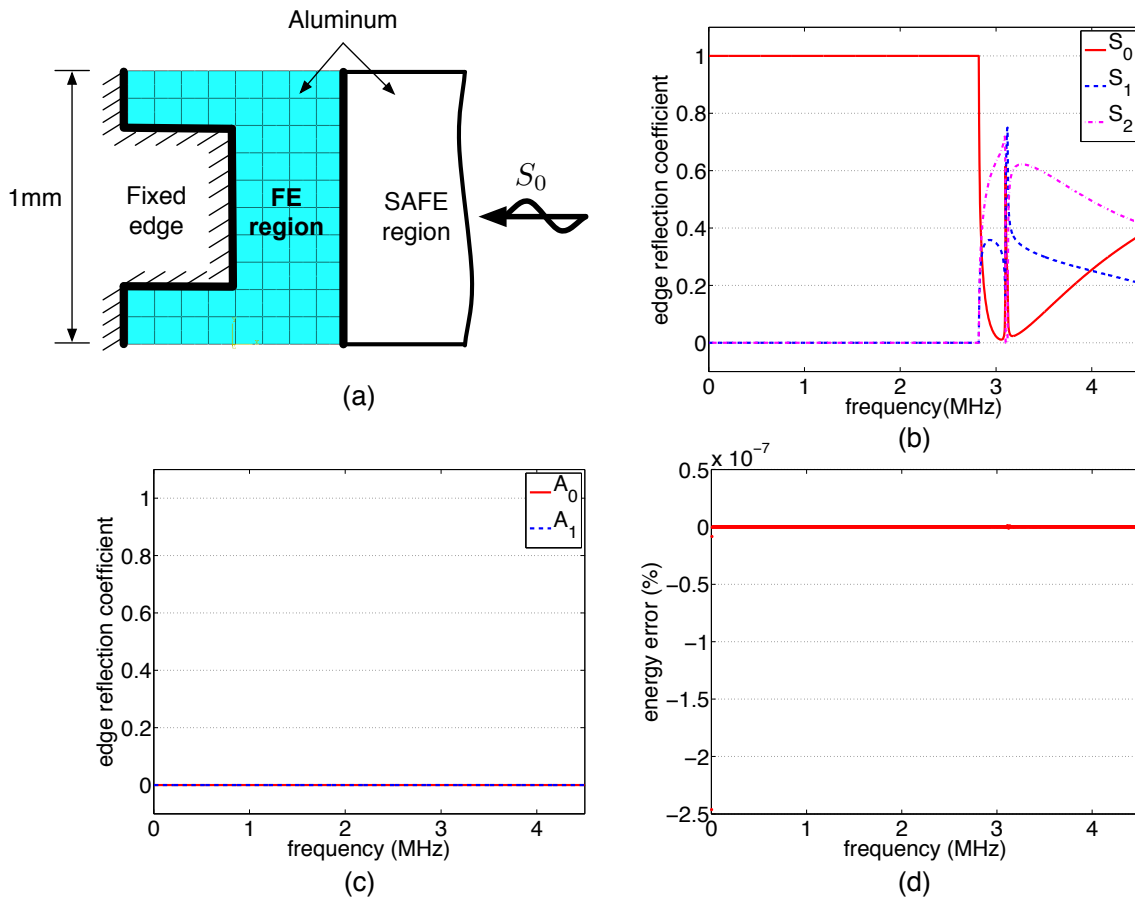 Aluminum
1mm
Fixed
edge
FE
region
SAFE
region
S₀
(a)
edge reflection coefficient
1
0.8
0.6
0.4
0.2
0
0 1 2 3 4
frequency(MHz)
S₀
S₁
S₂
(b)
edge reflection coefficient
1
0.8
0.6
0.4
0.2
0
0 1 2 3 4
frequency (MHz)
A₀
A₁
(c)
x 10⁻⁷
energy error (%)
0.5
0
−0.5
−1
−1.5
−2
−2.5
0 1 2 3 4
frequency (MHz)
(d)